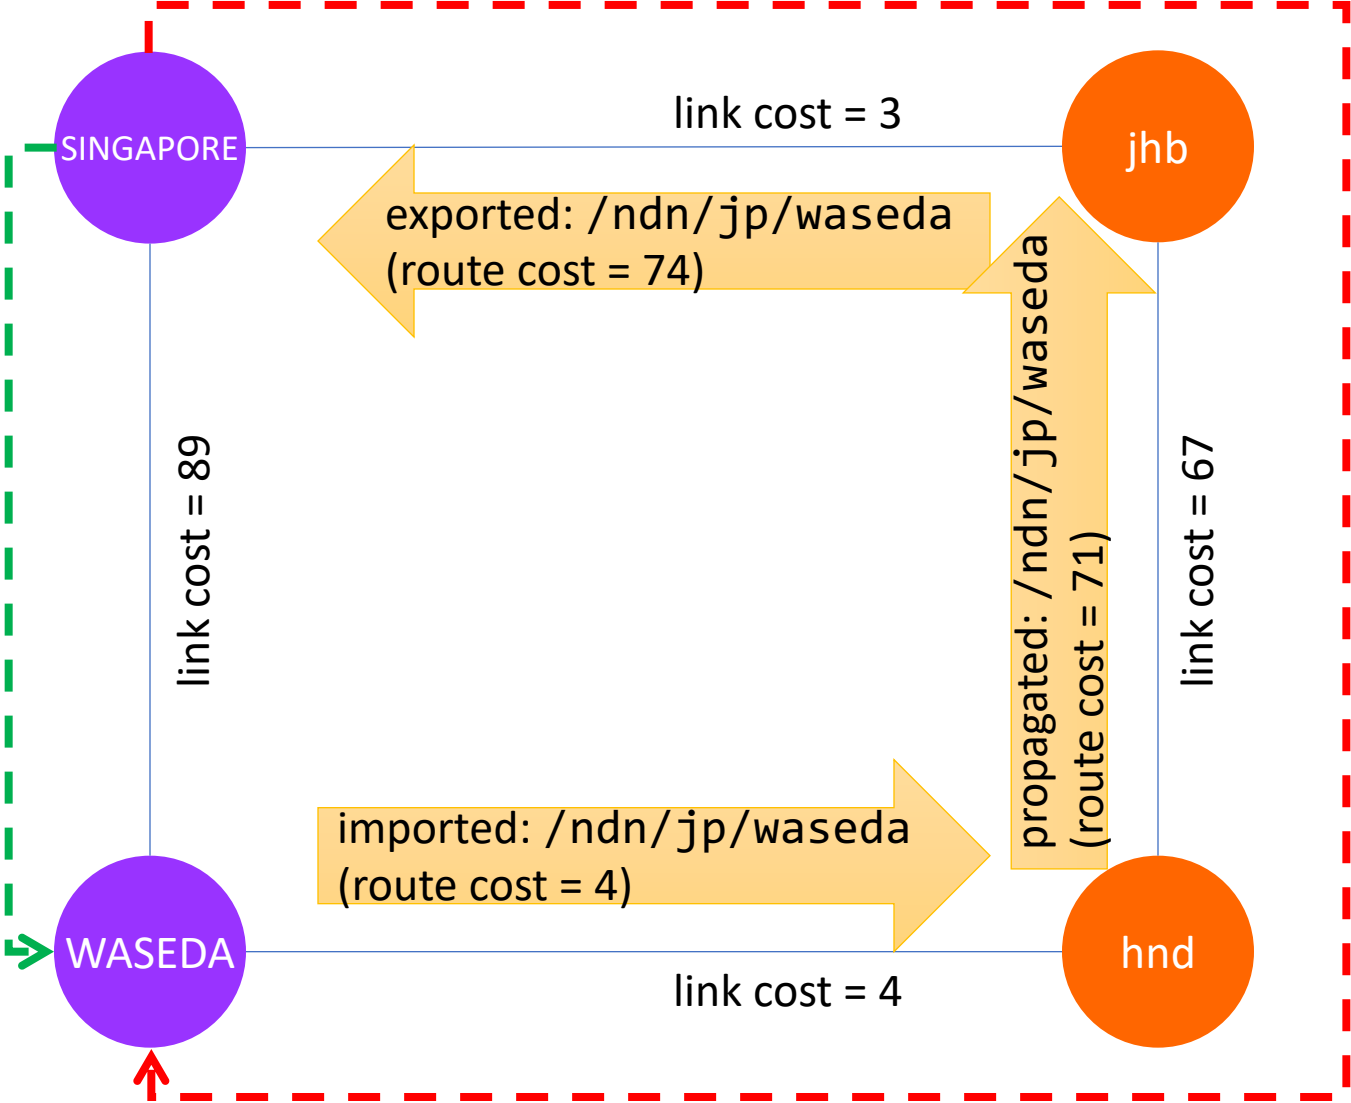 link cost = 3
SINGAPORE
jhb
exported: /ndn/jp/waseda
(route cost = 74)
propagated: /ndn/jp/waseda
(route cost = 71)
link cost = 89
link cost = 67
imported: /ndn/jp/waseda
(route cost = 4)
WASEDA
hnd
link cost = 4